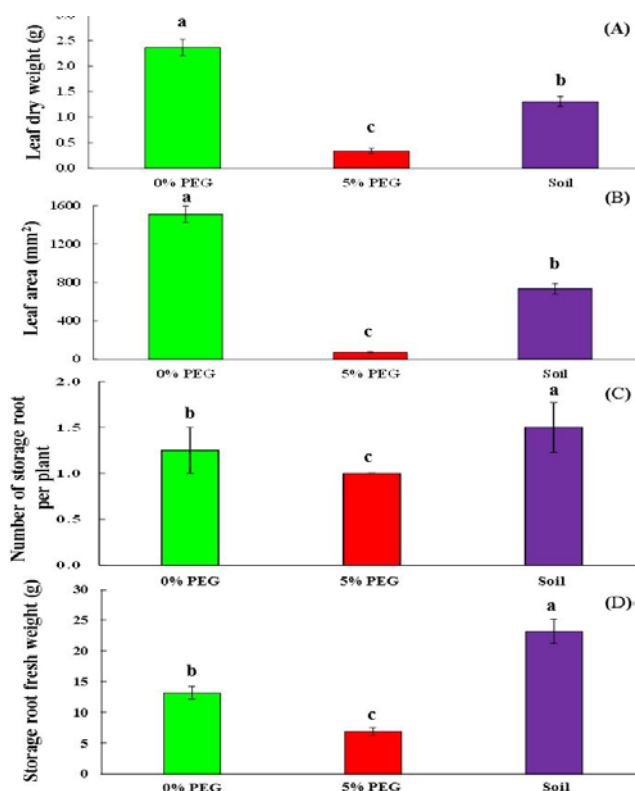 (A)
Leaf dry weight (g)
3.0
2.5
2.0
1.5
1.0
0.5
0.0
a
c
b
0% PEG
5% PEG
Soil
(B)
Leaf area (mm²)
1600
1200
800
400
0
a
c
b
0% PEG
5% PEG
Soil
(C)
Number of storage root
per plant
2.0
1.5
1.0
0.5
0.0
b
c
a
0% PEG
5% PEG
Soil
(D)
Storage root fresh weight (g)
30
25
20
15
10
5
0
b
c
a
0% PEG
5% PEG
Soil